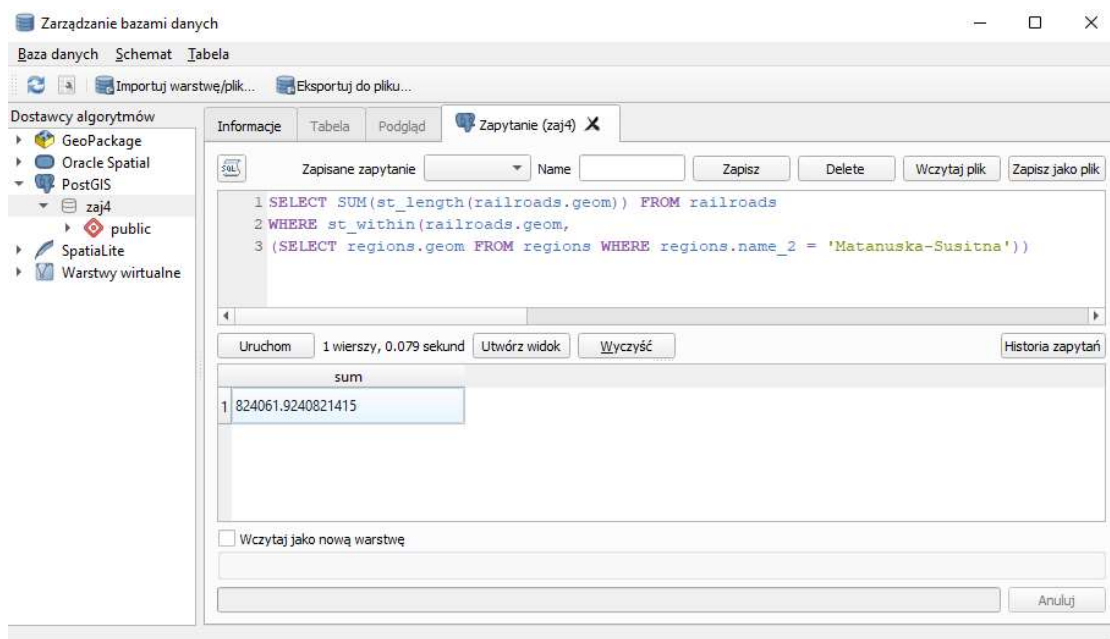 Zarządzanie bazami danych
Baza danych Schemat Tabela
Importuj warstwę/plik... Eksportuj do pliku...
Dostawcy algorytmów
GeoPackage
Oracle Spatial
PostGIS
zaj4
public
SpatiaLite
Warstwy wirtualne
Informacje Tabela Podgląd Zapytanie (zaj4)
SQL Zapisane zapytanie Name Zapisz Delete Wczytaj plik Zapisz jako plik
1 SELECT SUM(st_length(railroads.geom)) FROM railroads
2 WHERE st_within(railroads.geom,
3 (SELECT regions.geom FROM regions WHERE regions.name_2 = 'Matanuska-Susitna'))
Uruchom 1 wierszy, 0.079 sekund Utwórz widok Wyczyść Historia zapytań
sum
1 824061.9240821415
Wczytaj jako nową warstwę
Anuluj